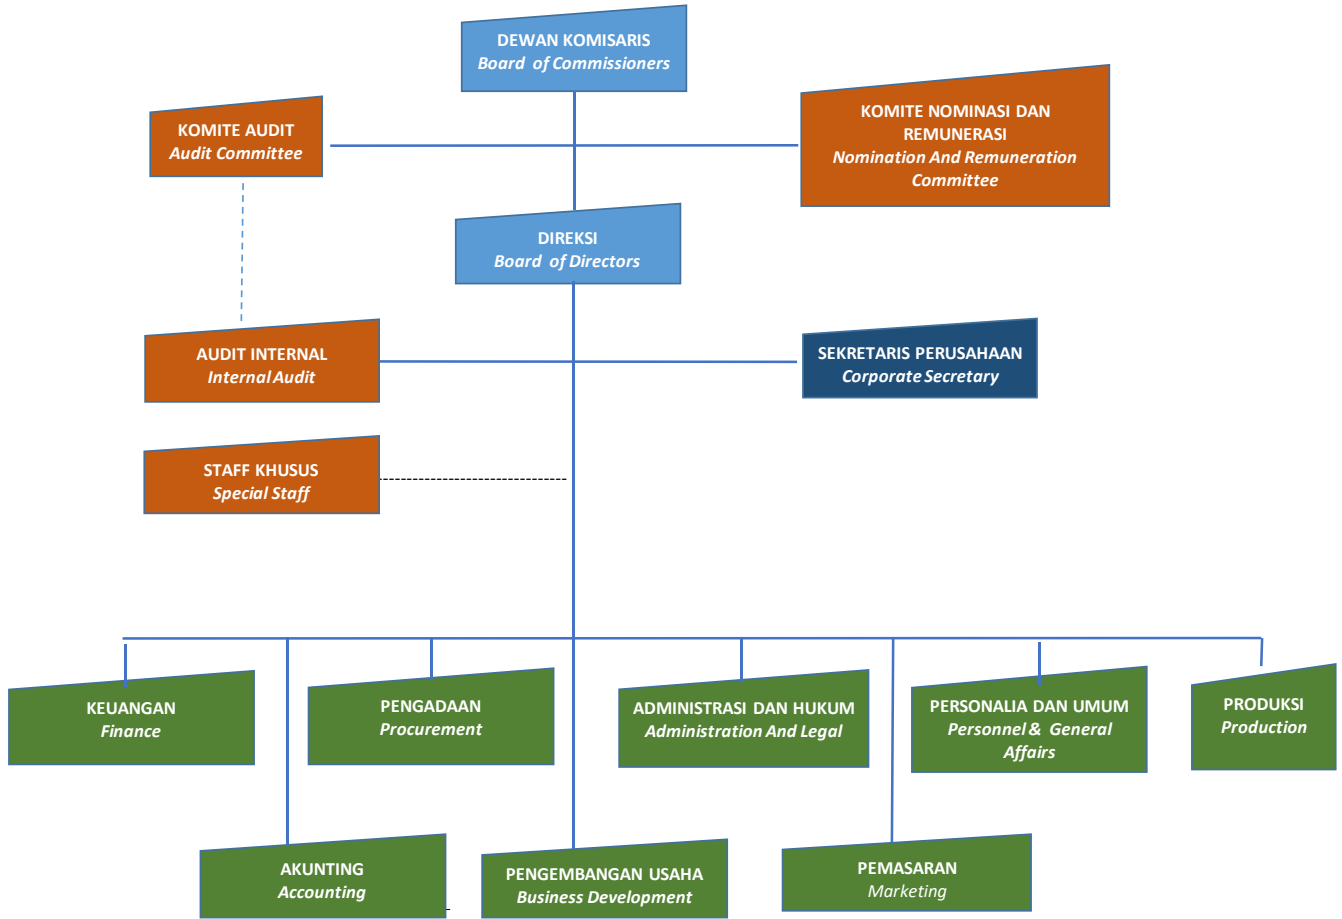 DEWAN KOMISARIS
Board of Commissioners
KOMITE AUDIT
Audit Committee
KOMITE NOMINASI DAN
REMUNERASI
Nomination And Remuneration
Committee
DIREKSI
Board of Directors
AUDIT INTERNAL
Internal Audit
SEKRETARIS PERUSAHAAN
Corporate Secretary
STAFF KHUSUS
Special Staff
KEUANGAN
Finance
PENGADAAN
Procurement
ADMINISTRASI DAN HUKUM
Administration And Legal
PERSONALIA DAN UMUM
Personnel & General
Affairs
PRODUKSI
Production
AKUNTING
Accounting
PENGEMBANGAN USAHA
Business Development
PEMASARAN
Marketing